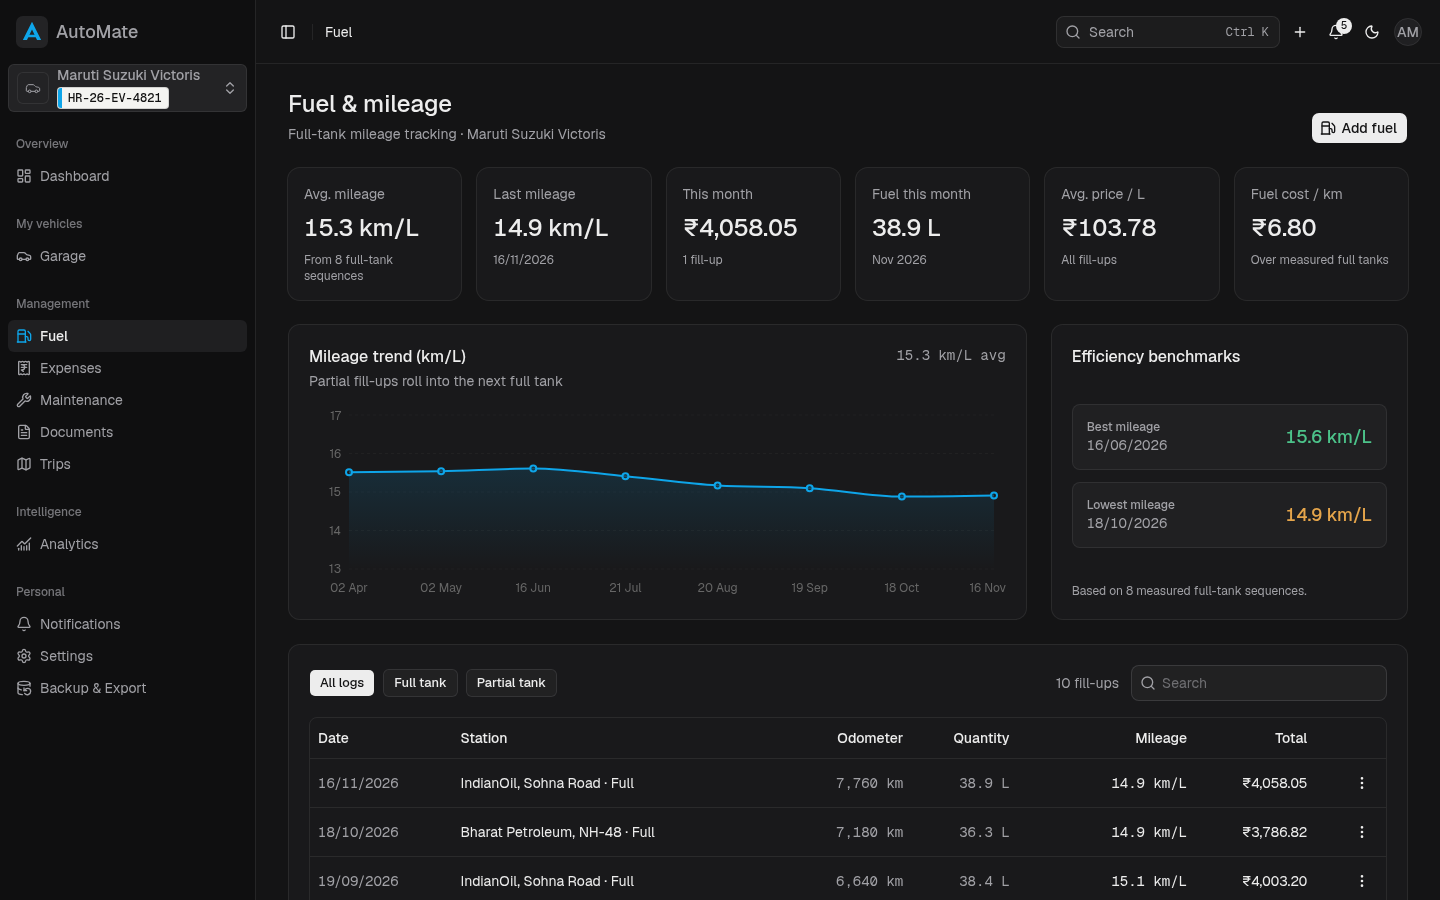 AutoMate
Maruti Suzuki Victoris
HR-26-EV-4821
Overview
Dashboard
My vehicles
Garage
Management
Fuel
Expenses
Maintenance
Documents
Trips
Intelligence
Analytics
Personal
Notifications
Settings
Backup & Export
Fuel
Search
Ctrl K
5
AM
Fuel & mileage
Full-tank mileage tracking · Maruti Suzuki Victoris
Add fuel
Avg. mileage
15.3 km/L
From 8 full-tank
sequences
Last mileage
14.9 km/L
16/11/2026
This month
₹4,058.05
1 fill-up
Fuel this month
38.9 L
Nov 2026
Avg. price / L
₹103.78
All fill-ups
Fuel cost / km
₹6.80
Over measured full tanks
Mileage trend (km/L)
15.3 km/L avg
Partial fill-ups roll into the next full tank
17
16
15
14
13
02 Apr 02 May 16 Jun 21 Jul 20 Aug 19 Sep 18 Oct 16 Nov
Efficiency benchmarks
Best mileage
16/06/2026
15.6 km/L
Lowest mileage
18/10/2026
14.9 km/L
Based on 8 measured full-tank sequences.
All logs Full tank Partial tank
10 fill-ups
Search
Date Station Odometer Quantity Mileage Total
16/11/2026 IndianOil, Sohna Road · Full 7,760 km 38.9 L 14.9 km/L ₹4,058.05
18/10/2026 Bharat Petroleum, NH-48 · Full 7,180 km 36.3 L 14.9 km/L ₹3,786.82
19/09/2026 IndianOil, Sohna Road · Full 6,640 km 38.4 L 15.1 km/L ₹4,003.20